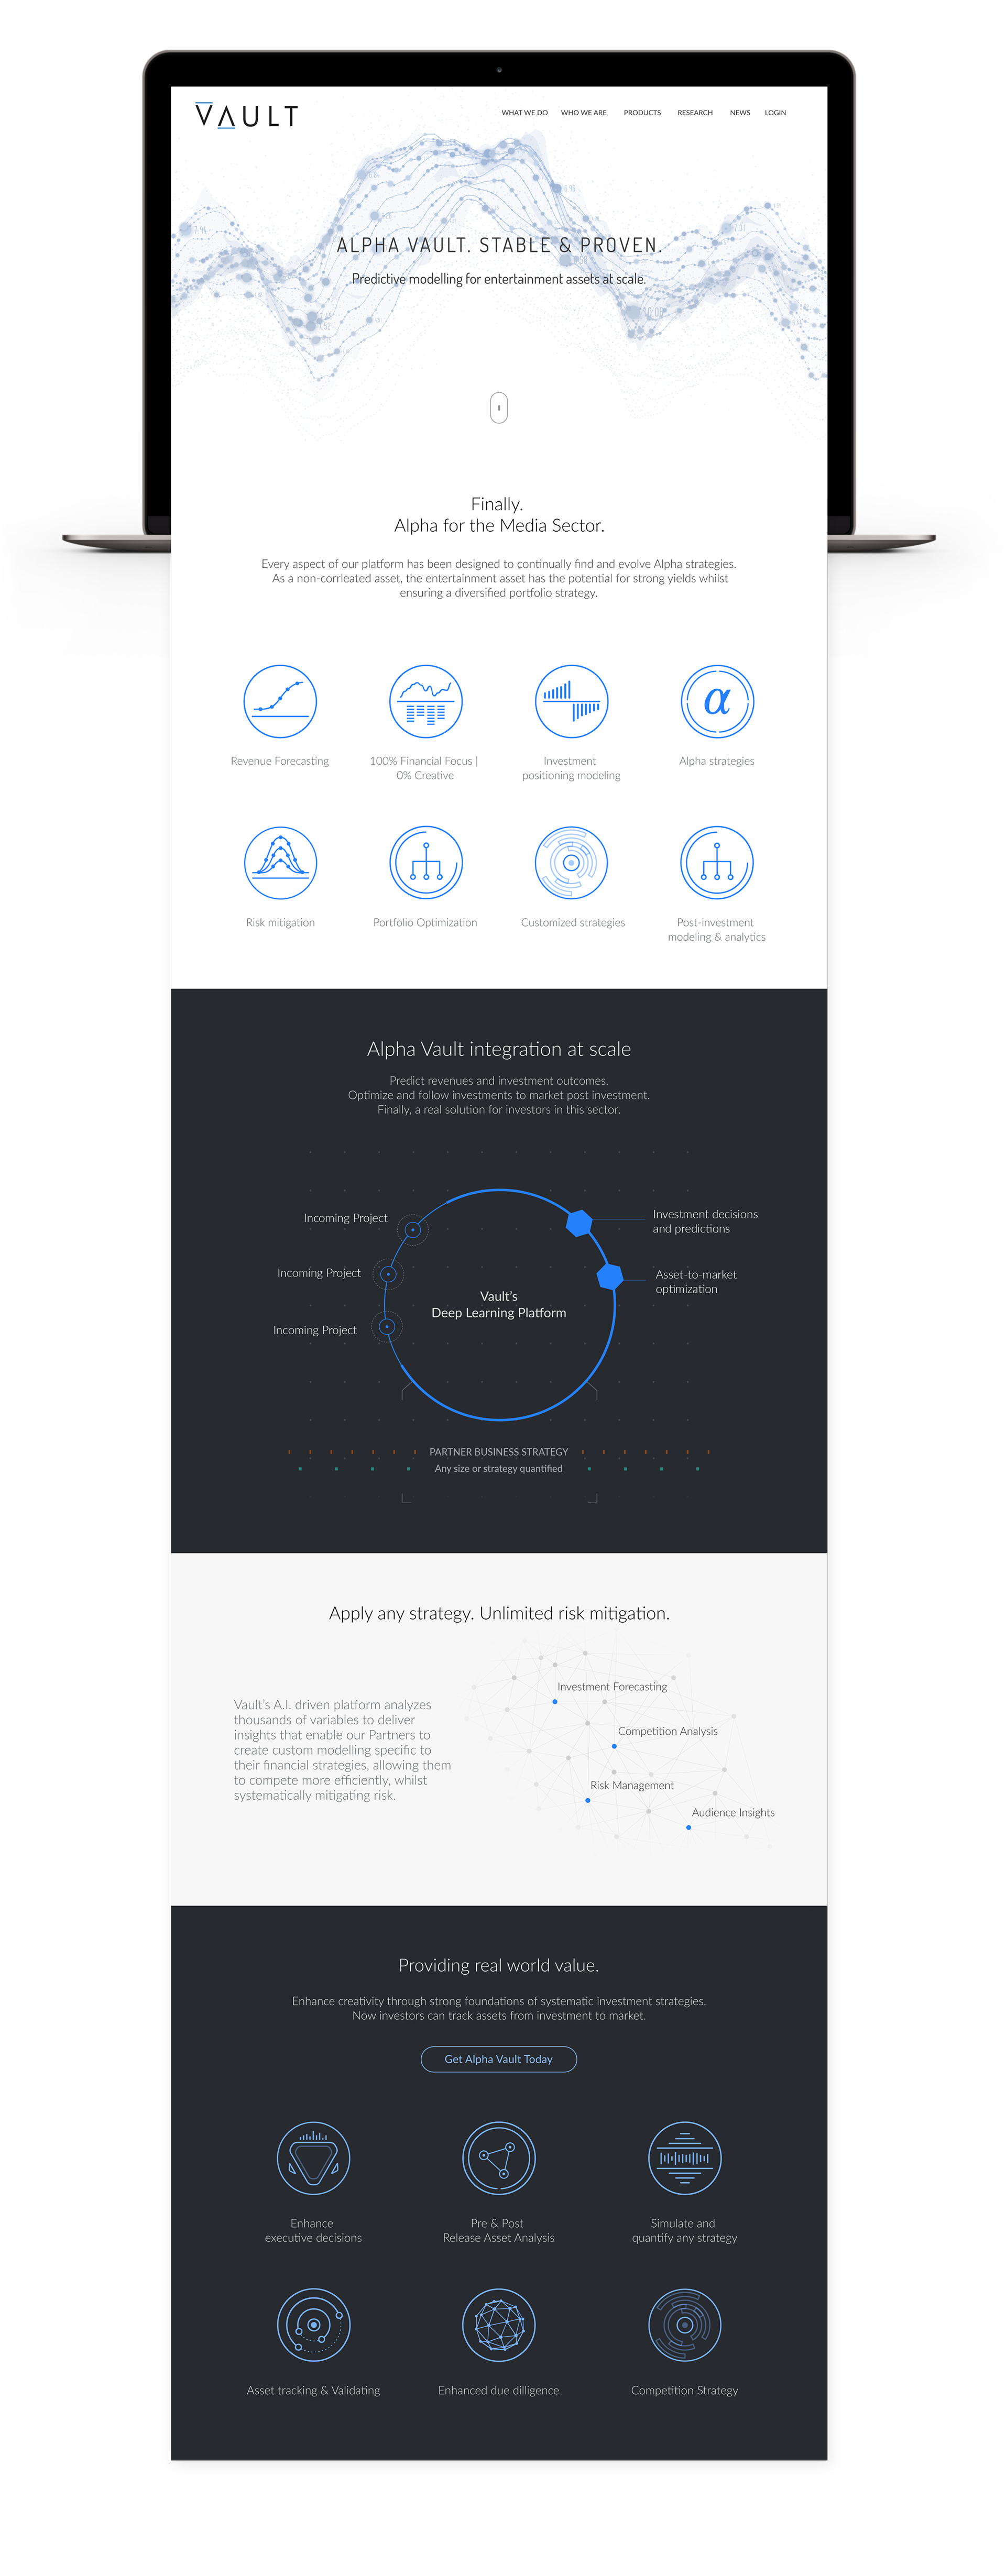 VAULT
WHAT WE DO WHO WE ARE PRODUCTS RESEARCH NEWS LOGIN
ALPHA VAULT. STABLE & PROVEN.
Predictive modelling for entertainment assets at scale.
Finally.
Alpha for the Media Sector.
Every aspect of our platform has been designed to continually find and evolve Alpha strategies.
As a non-corrleated asset, the entertainment asset has the potential for strong yields whilst
ensuring a diversified portfolio strategy.
α
Revenue Forecasting
100% Financial Focus |
0% Creative
Investment
positioning modeling
Alpha strategies
Risk mitigation
Portfolio Optimization
Customized strategies
Post-investment
modeling & analytics
Alpha Vault integration at scale
Predict revenues and investment outcomes.
Optimize and follow investments to market post investment.
Finally, a real solution for investors in this sector.
Incoming Project
Incoming Project
Incoming Project
Vault's
Deep Learning Platform
Investment decisions
and predictions
Asset-to-market
optimization
PARTNER BUSINESS STRATEGY
Any size or strategy quantified
Apply any strategy. Unlimited risk mitigation.
Vault's A.I. driven platform analyzes
thousands of variables to deliver
insights that enable our Partners to
create custom modelling specific to
their financial strategies, allowing them
to compete more efficiently, whilst
systematically mitigating risk.
Investment Forecasting
Competition Analysis
Risk Management
Audience Insights
Providing real world value.
Enhance creativity through strong foundations of systematic investment strategies.
Now investors can track assets from investment to market.
Get Alpha Vault Today
Enhance
executive decisions
Pre & Post
Release Asset Analysis
Simulate and
quantify any strategy
Asset tracking & Validating
Enhanced due dilligence
Competition Strategy